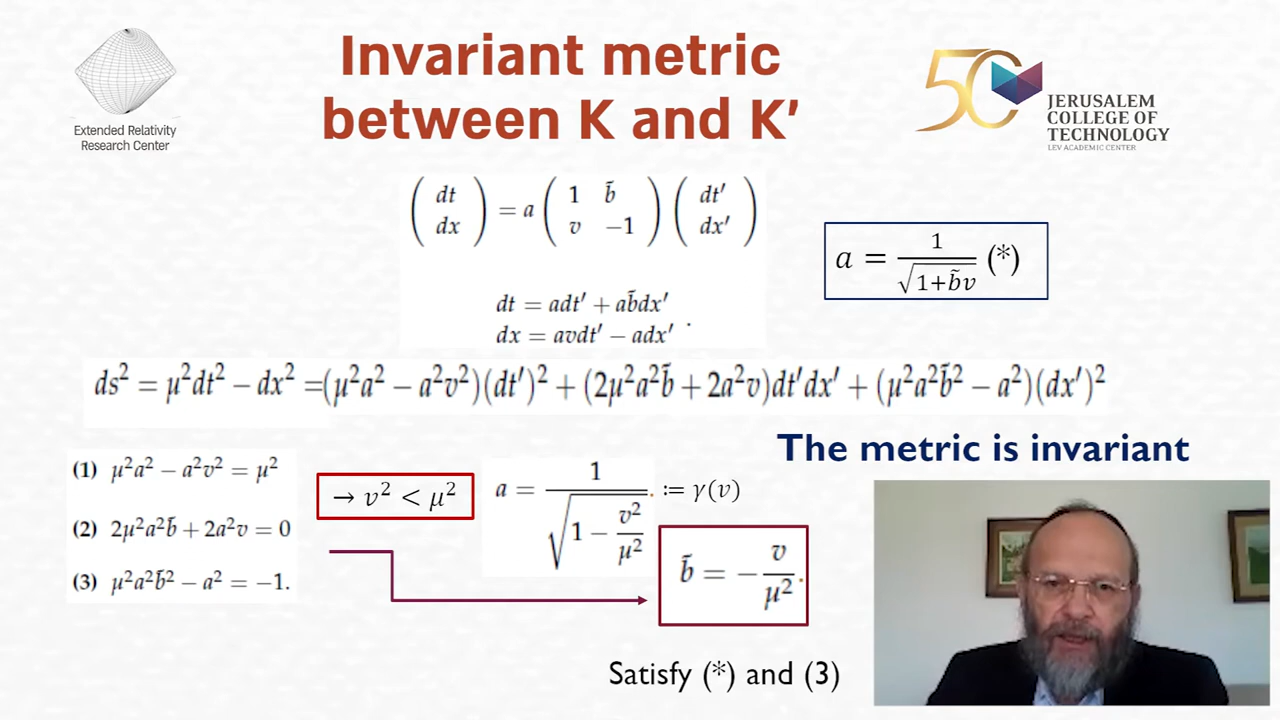 Extended Relativity
Research Center
Invariant metric
between K and K′
50
JERUSALEM
COLLEGE OF
TECHNOLOGY
LEV ACADEMIC CENTER
( dt ) = a ( 1 b̃ ) ( dt′ )
( dx ) ( v −1 ) ( dx′ )
a = 1/√(1+b̃v) (*)
dt = adt′ + ab̃dx′
dx = avdt′ − adx′ .
ds² = μ²dt² − dx² =(μ²a² − a²v²)(dt′)² + (2μ²a²b̃ + 2a²v)dt′dx′ + (μ²a²b̃² − a²)(dx′)²
The metric is invariant
(1) μ²a² − a²v² = μ²
→ v² < μ²
a = 1/√(1 − v²/μ²). := γ(v)
(2) 2μ²a²b̃ + 2a²v = 0
b̃ = − v/μ².
(3) μ²a²b̃² − a² = −1.
Satisfy (*) and (3)